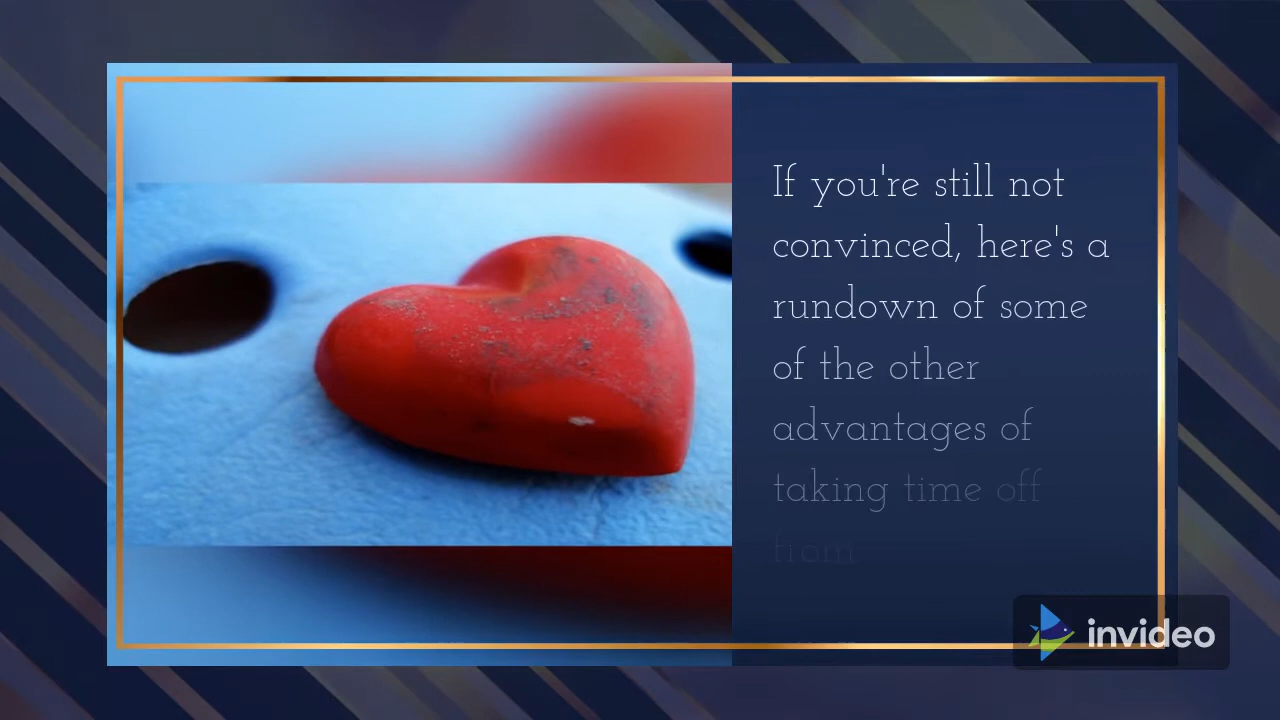 If you're still not
convinced, here's a
rundown of some
of the other
advantages of
taking time off
from
invideo